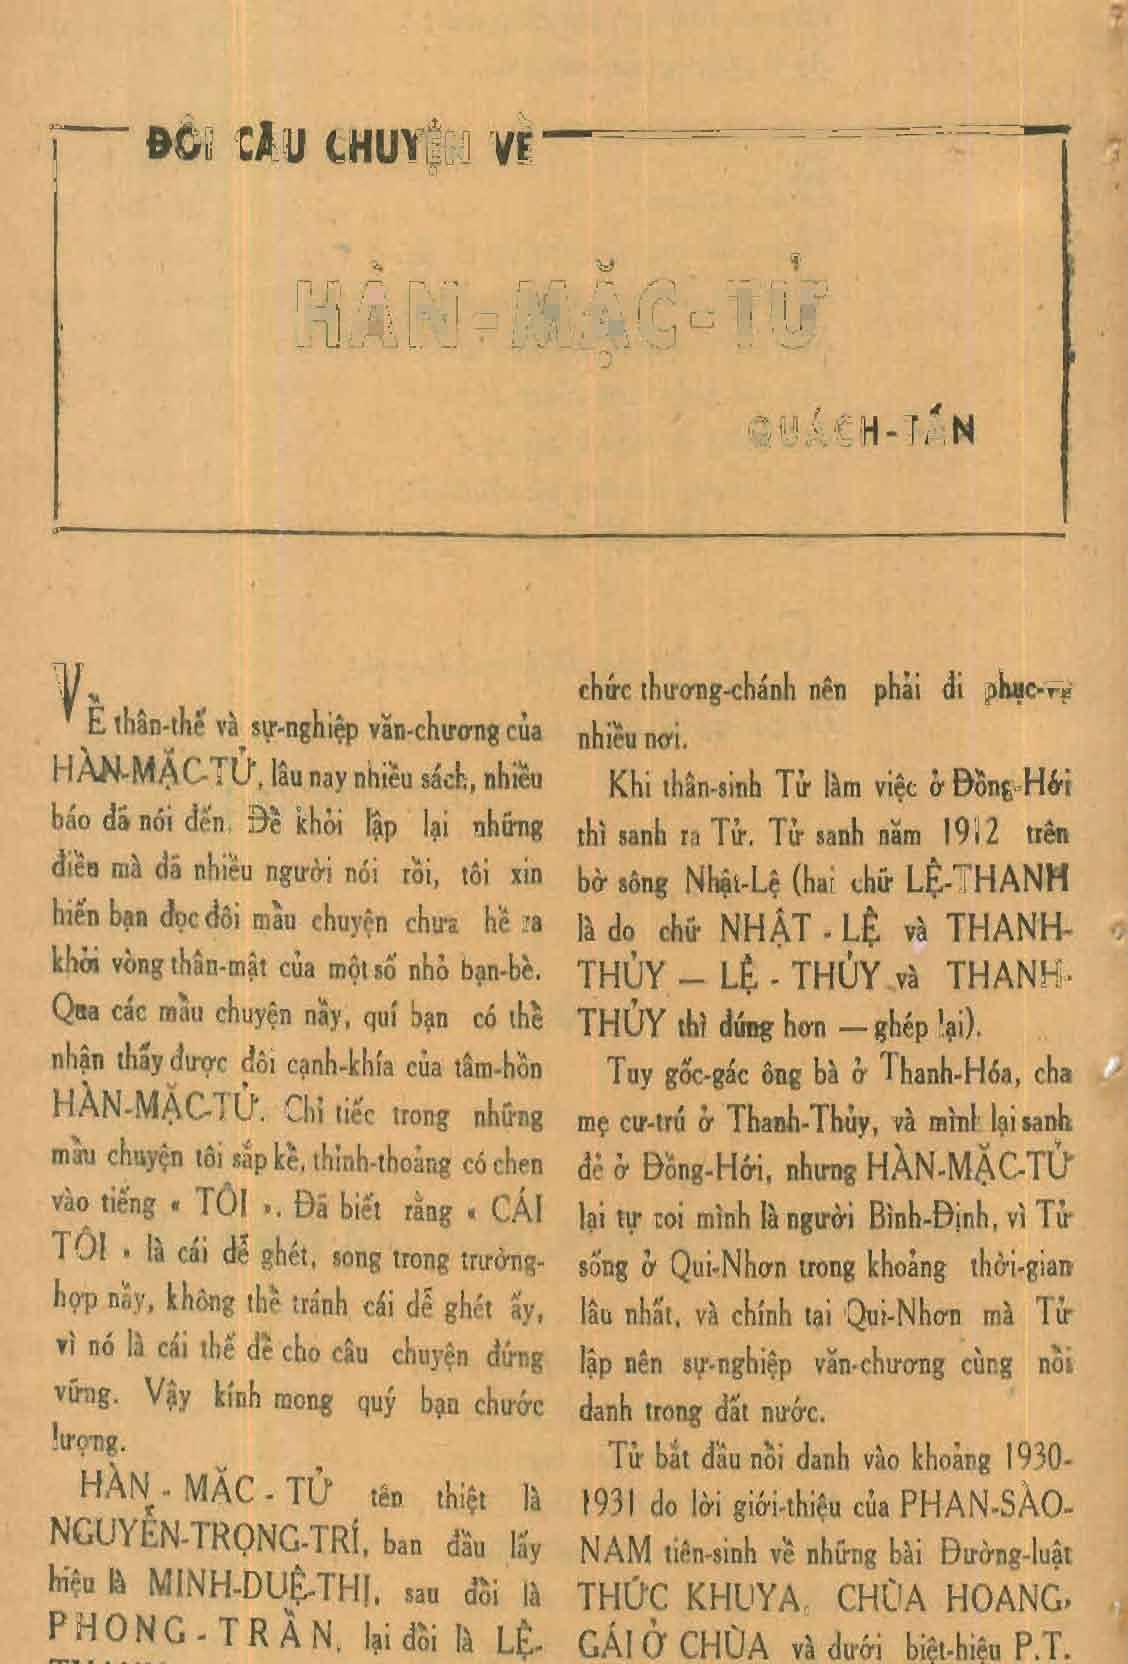 ĐÔI CÂU CHUYỆN VỀ
HÀN-MẶC-TỬ
QUÁCH-TẤN
VỀ thân-thế và sự-nghiệp văn-chương của
HÀN-MẶC-TỬ, lâu nay nhiều sách, nhiều
báo đã nói đến. Để khỏi lập lại những
điều mà đã nhiều người nói rồi, tôi xin
hiến bạn đọc đôi mẩu chuyện chưa hề ra
khởi vòng thân-mật của một số nhỏ bạn-bè.
Qua các mẩu chuyện nầy, quí bạn có thể
nhận thấy được đôi cạnh-khía của tâm-hồn
HÀN-MẶC-TỬ. Chỉ tiếc trong những
mẩu chuyện tôi sắp kể, thỉnh-thoảng có chen
vào tiếng « TÔI ». Đã biết rằng « CÁI
TÔI » là cái dễ ghét, song trong trường-
hợp nầy, không thể tránh cái dễ ghét ấy,
vì nó là cái thế để cho câu chuyện đứng
vững. Vậy kính mong quý bạn chước
lượng.
HÀN - MẶC - TỬ tên thiệt là
NGUYỄN-TRỌNG-TRÍ, ban đầu lấy
hiệu là MINH-DUỆ-THỊ, sau đổi là
PHONG-TRẦN, lại đổi là LỆ-
chức thương-chánh nên phải đi phục-vụ
nhiều nơi.
Khi thân-sinh Tử làm việc ở Đồng-Hới
thì sanh ra Tử. Tử sanh năm 1912 trên
bờ sông Nhật-Lệ (hai chữ LỆ-THANH
là do chữ NHẬT - LỆ và THANH-
THỦY — LỆ - THỦY và THANH-
THỦY thì đúng hơn — ghép lại).
Tuy gốc-gác ông bà ở Thanh-Hóa, cha
mẹ cư-trú ở Thanh-Thủy, và mình lại sanh
đẻ ở Đồng-Hới, nhưng HÀN-MẶC-TỬ
lại tự coi mình là người Bình-Định, vì Tử
sống ở Qui-Nhơn trong khoảng thời-gian
lâu nhất, và chính tại Qui-Nhơn mà Tử
lập nên sự-nghiệp văn-chương cùng nổi
danh trong đất nước.
Tử bắt đầu nổi danh vào khoảng 1930-
1931 do lời giới-thiệu của PHAN-SÀO-
NAM tiên-sinh về những bài Đường-luật
THỨC KHUYA, CHÙA HOANG,
GÁI Ở CHÙA và dưới biệt-hiệu P.T.